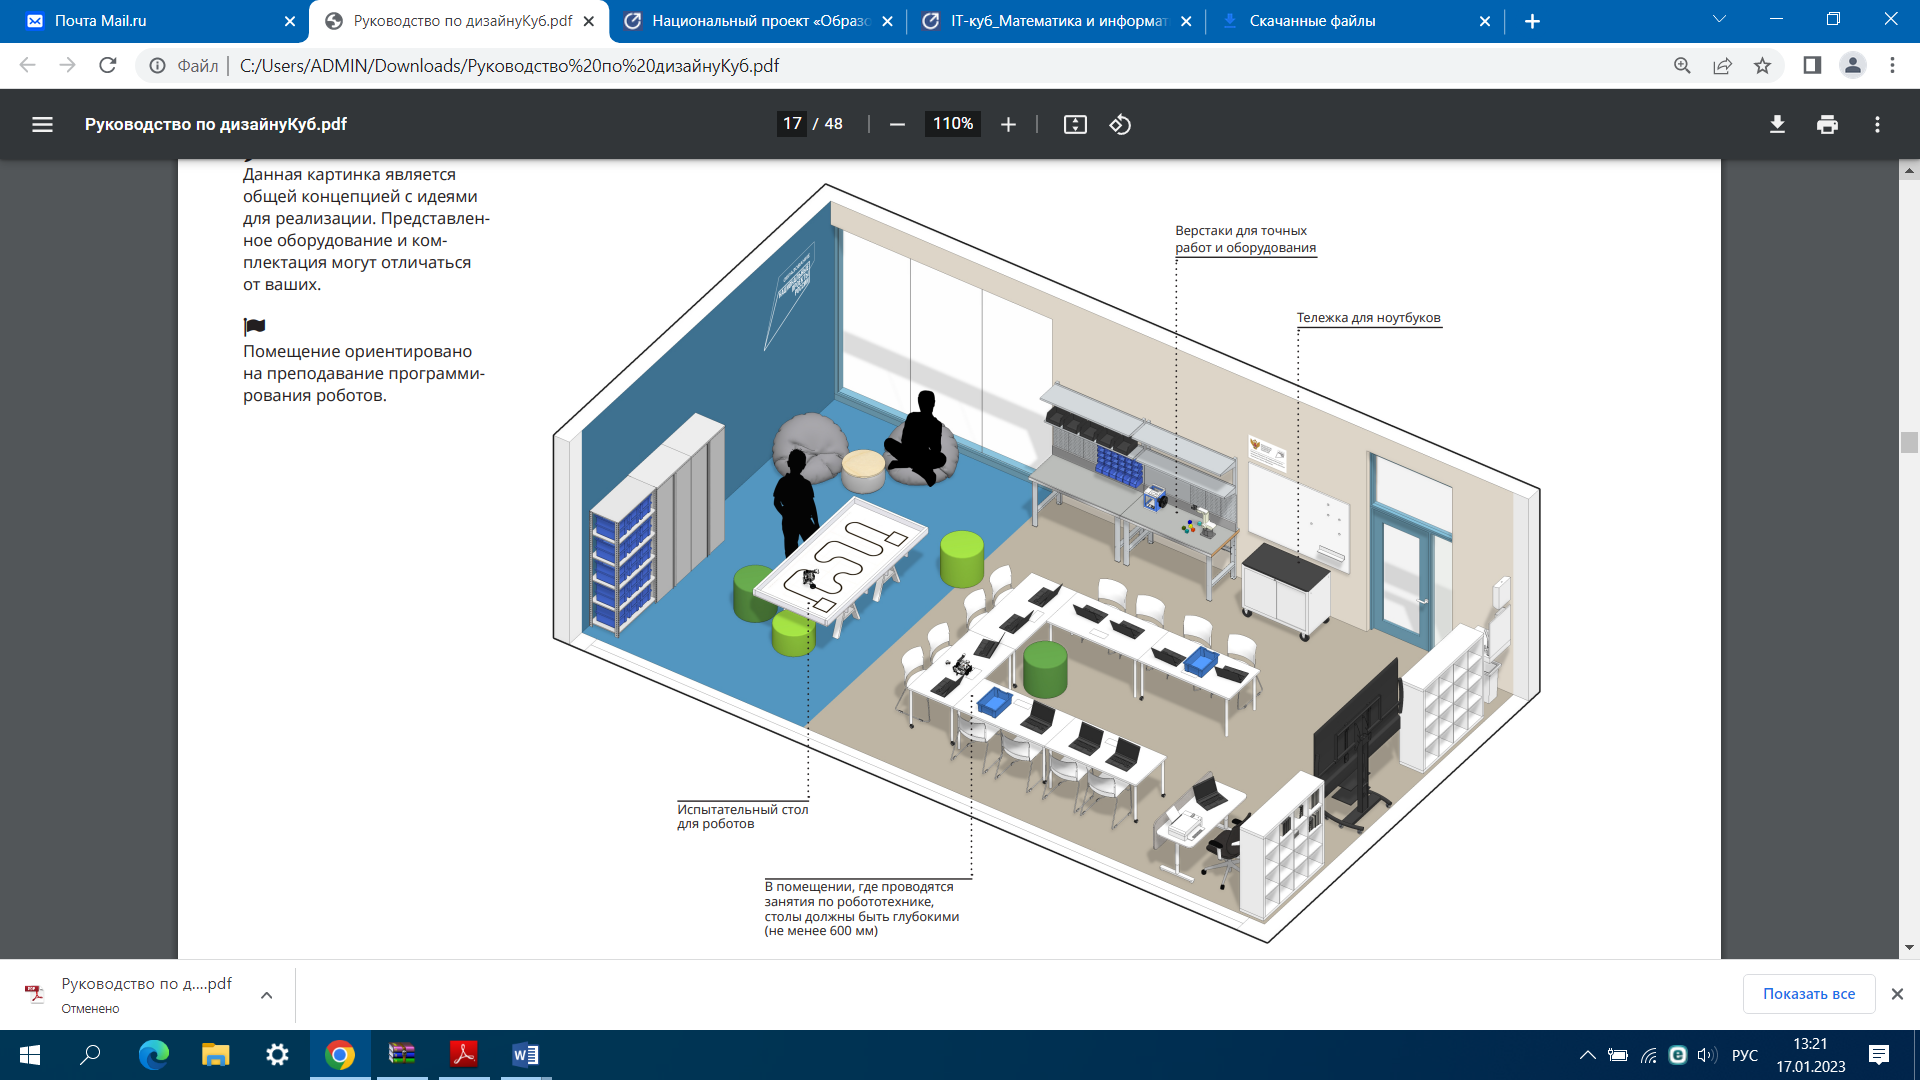 Почта Mail.ru
Руководство по дизайнуКуб.pdf
Национальный проект «Образо
IT-куб_Математика и информат
Скачанные файлы
Файл
C:/Users/ADMIN/Downloads/Руководство%20по%20дизайнуКуб.pdf
Руководство по дизайнуКуб.pdf
17 / 48
110%
Данная картинка является
общей концепцией с идеями
для реализации. Представлен-
ное оборудование и ком-
плектация могут отличаться
от ваших.
Помещение ориентировано
на преподавание программи-
рования роботов.
ОБРАЗОВАНИЕ
НАЦИОНАЛЬНЫЕ
ПРОЕКТЫ
РОССИИ
Верстаки для точных
работ и оборудования
Тележка для ноутбуков
Испытательный стол
для роботов
В помещении, где проводятся
занятия по робототехнике,
столы должны быть глубокими
(не менее 600 мм)
Руководство по д....pdf
Отменено
Показать все
РУС
13:21
17.01.2023